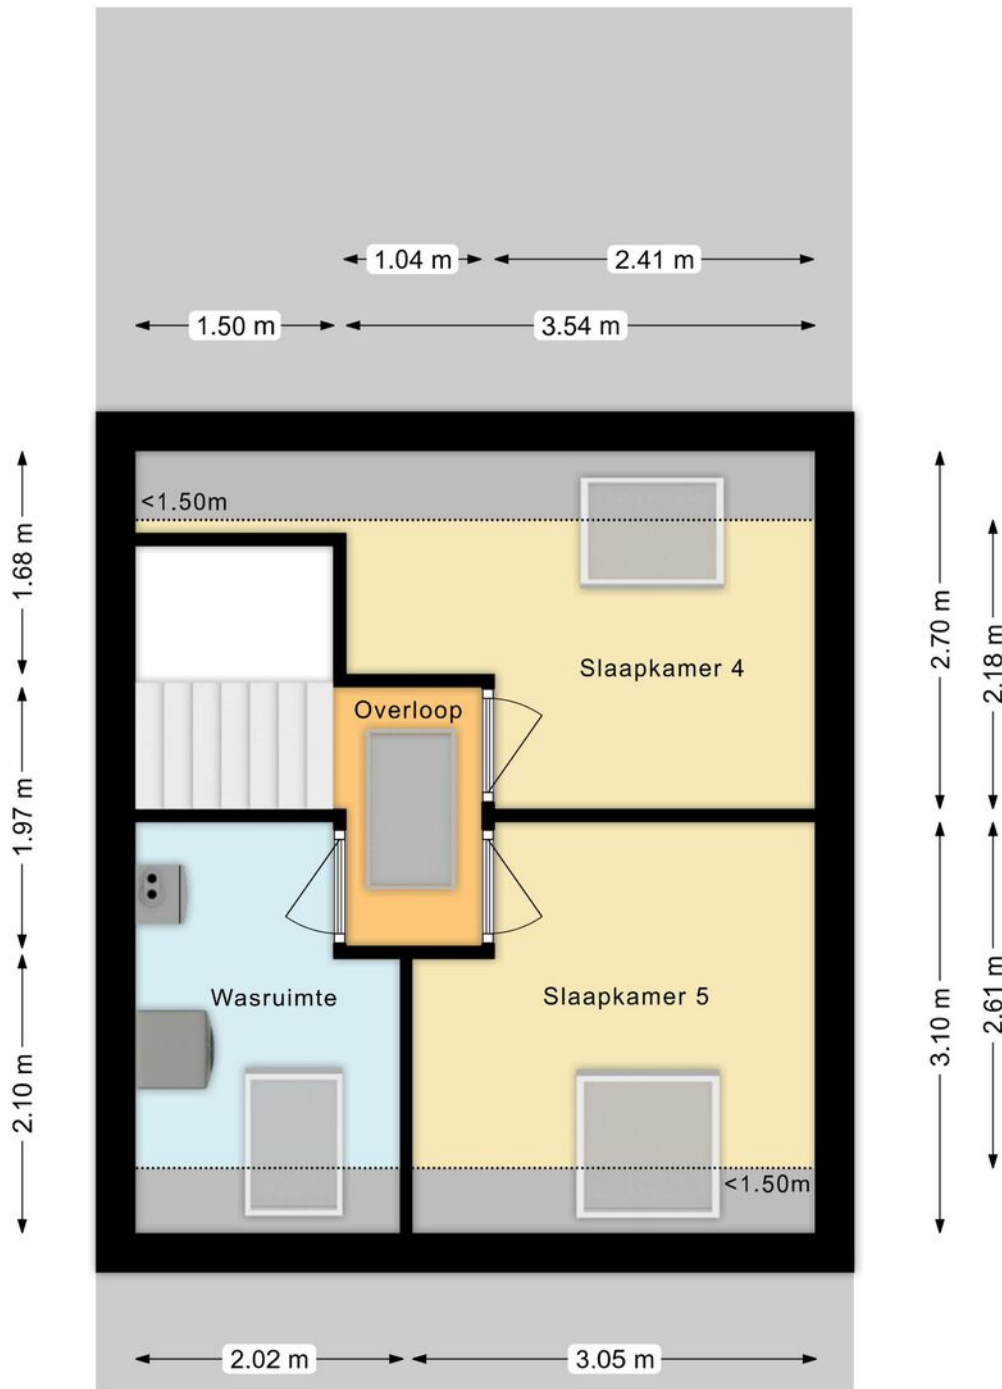 1.04 m
2.41 m
1.50 m
3.54 m
<1.50m
1.68 m
2.70 m
2.18 m
Slaapkamer 4
Overloop
1.97 m
Wasruimte
Slaapkamer 5
2.61 m
3.10 m
2.10 m
<1.50m
2.02 m
3.05 m